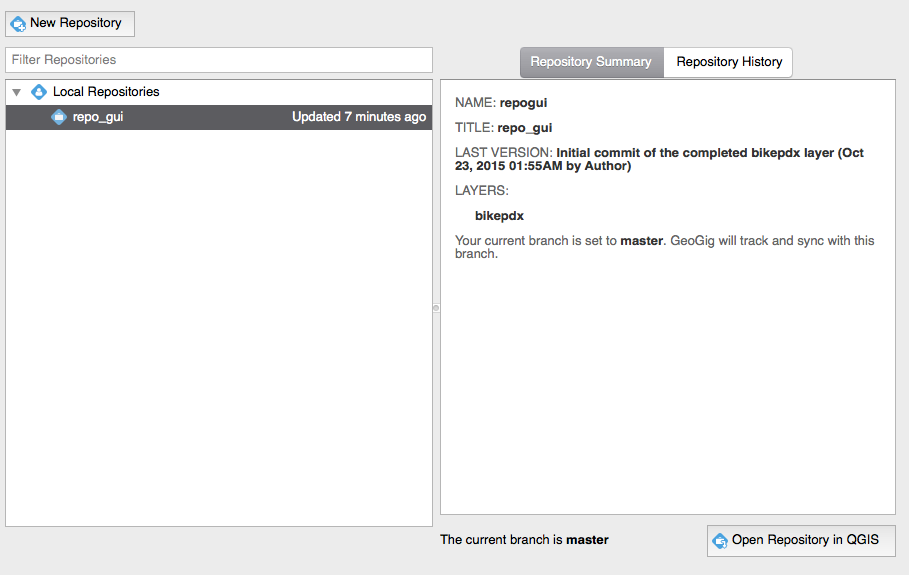 New Repository
Filter Repositories
Local Repositories
repo_gui Updated 7 minutes ago
Repository Summary Repository History
NAME: repogui
TITLE: repo_gui
LAST VERSION: Initial commit of the completed bikepdx layer (Oct
23, 2015 01:55AM by Author)
LAYERS:
bikepdx
Your current branch is set to master. GeoGig will track and sync with this
branch.
The current branch is master
Open Repository in QGIS